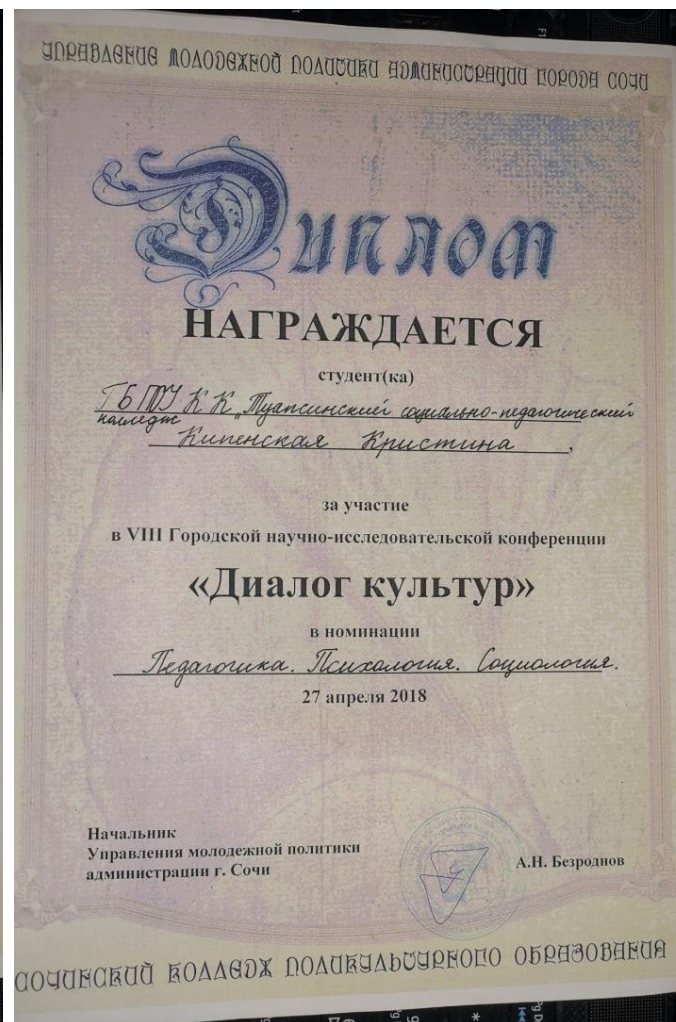 УПРАВЛЕНИЕ МОЛОДЕЖНОЙ ПОЛИТИКИ АДМИНИСТРАЦИИ ГОРОДА СОЧИ
Диплом
НАГРАЖДАЕТСЯ
студент(ка)
ГБПОУ КК "Туапсинский социально-педагогический
колледж
Кипенская Кристина,
за участие
в VIII Городской научно-исследовательской конференции
«Диалог культур»
в номинации
Педагогика. Психология. Социология.
27 апреля 2018
Начальник
Управления молодежной политики
администрации г. Сочи
А.Н. Безроднов
СОЧИНСКИЙ КОЛЛЕДЖ ПОЛИКУЛЬТУРНОГО ОБРАЗОВАНИЯ